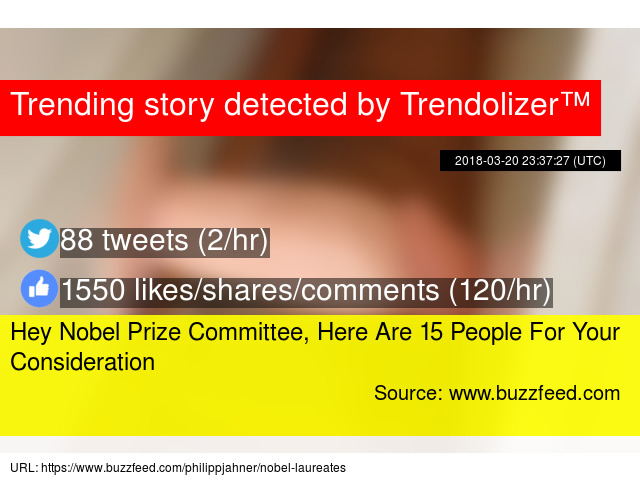 Trending story detected by Trendolizer™
2018-03-20 23:37:27 (UTC)
88 tweets (2/hr)
1550 likes/shares/comments (120/hr)
Hey Nobel Prize Committee, Here Are 15 People For Your
Consideration
Source: www.buzzfeed.com
URL: https://www.buzzfeed.com/philippjahner/nobel-laureates